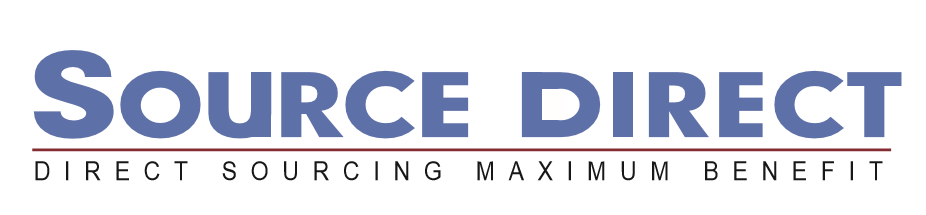 SOURCE DIRECT
DIRECT SOURCING MAXIMUM BENEFIT